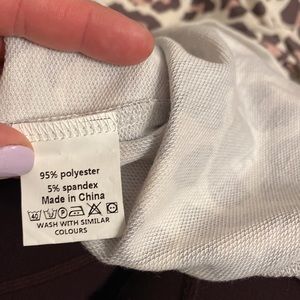 95% polyester
5% spandex
Made in China
WASH WITH SIMILAR
COLOURS